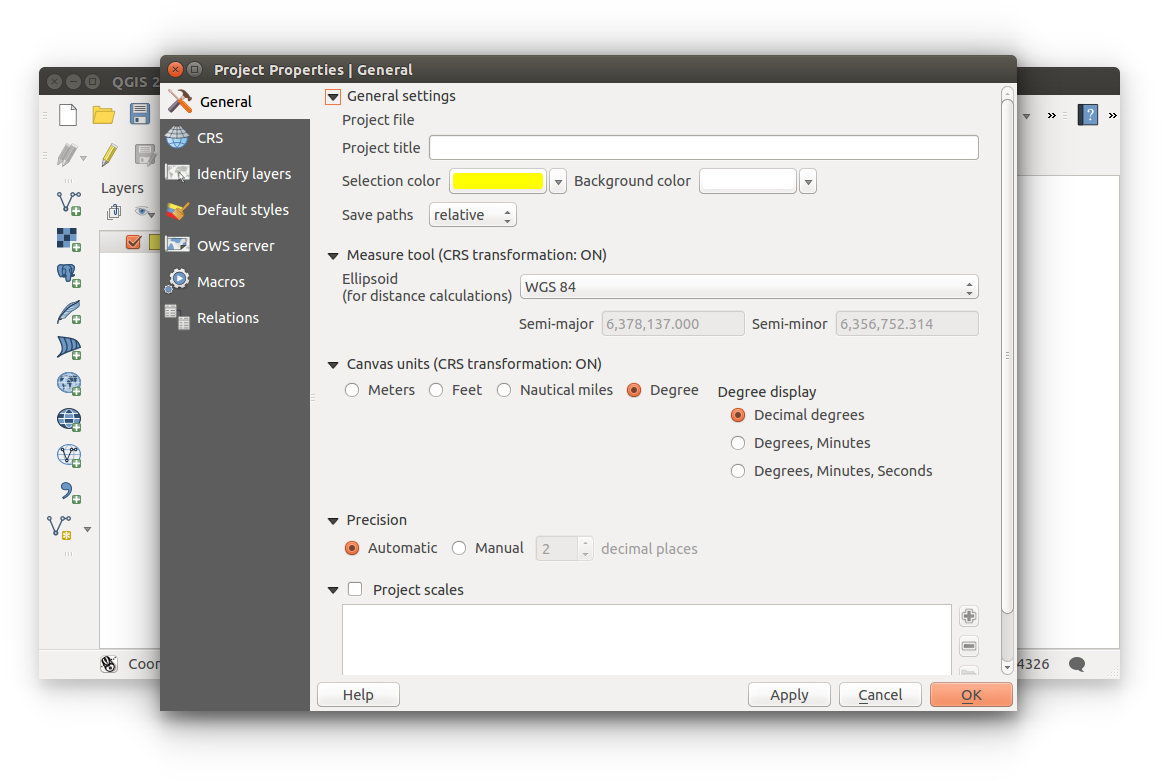 QGIS 2
Project Properties | General
General
CRS
Identify layers
Default styles
OWS server
Macros
Relations
Layers
General settings
Project file
Project title
Selection color Background color
Save paths relative
Measure tool (CRS transformation: ON)
Ellipsoid
(for distance calculations) WGS 84
Semi-major 6,378,137.000 Semi-minor 6,356,752.314
Canvas units (CRS transformation: ON)
Meters Feet Nautical miles Degree
Degree display
Decimal degrees
Degrees, Minutes
Degrees, Minutes, Seconds
Precision
Automatic Manual 2 decimal places
Project scales
Coor
4326
Help Apply Cancel OK